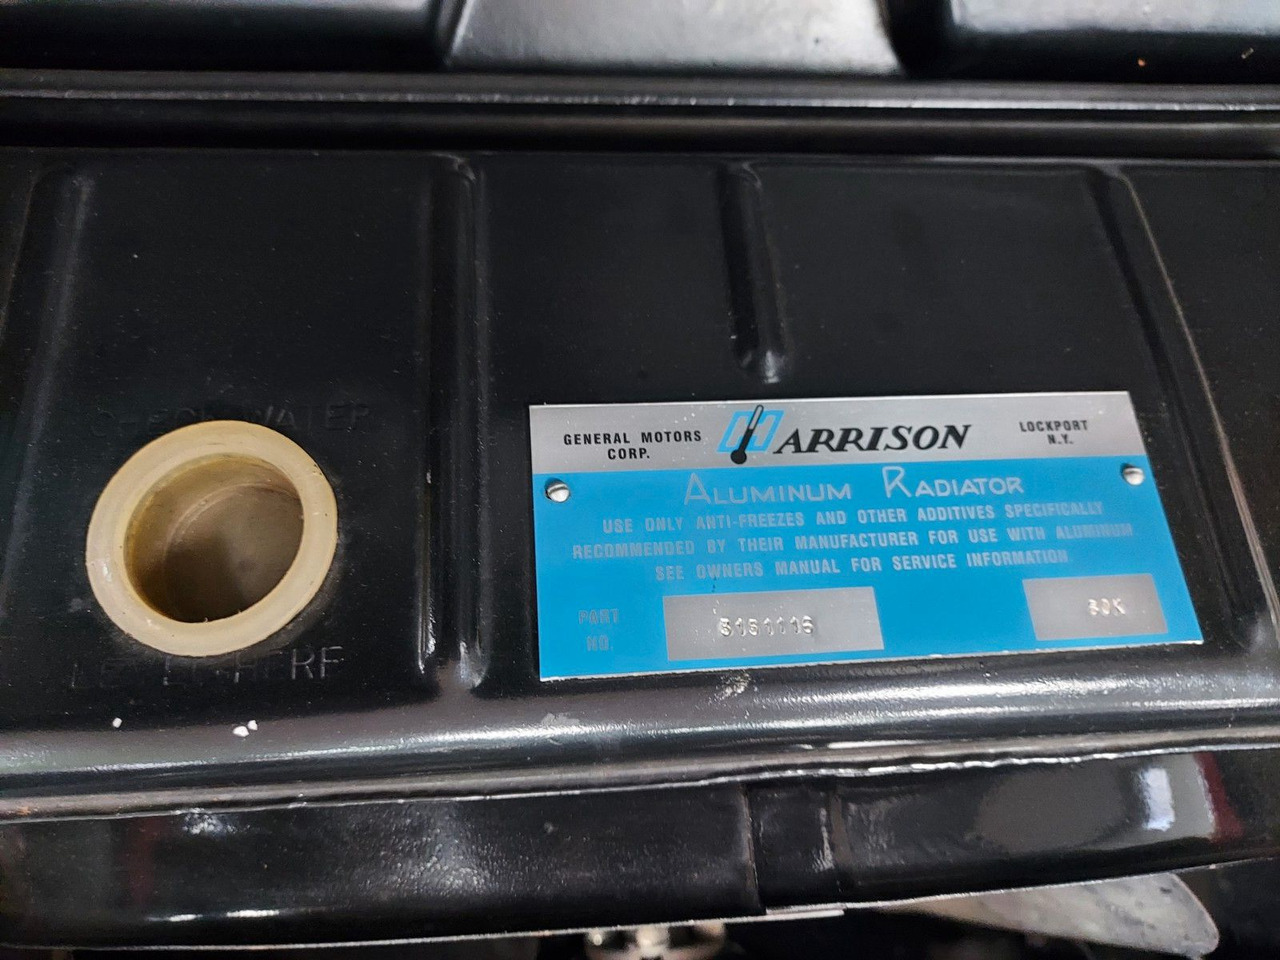 CHECK WATER
LEVEL HERE
GENERAL MOTORS
CORP.
HARRISON
LOCKPORT
N.Y.
ALUMINUM RADIATOR
USE ONLY ANTI-FREEZES AND OTHER ADDITIVES SPECIFICALLY
RECOMMENDED BY THEIR MANUFACTURER FOR USE WITH ALUMINUM
SEE OWNERS MANUAL FOR SERVICE INFORMATION.
PART
NO.